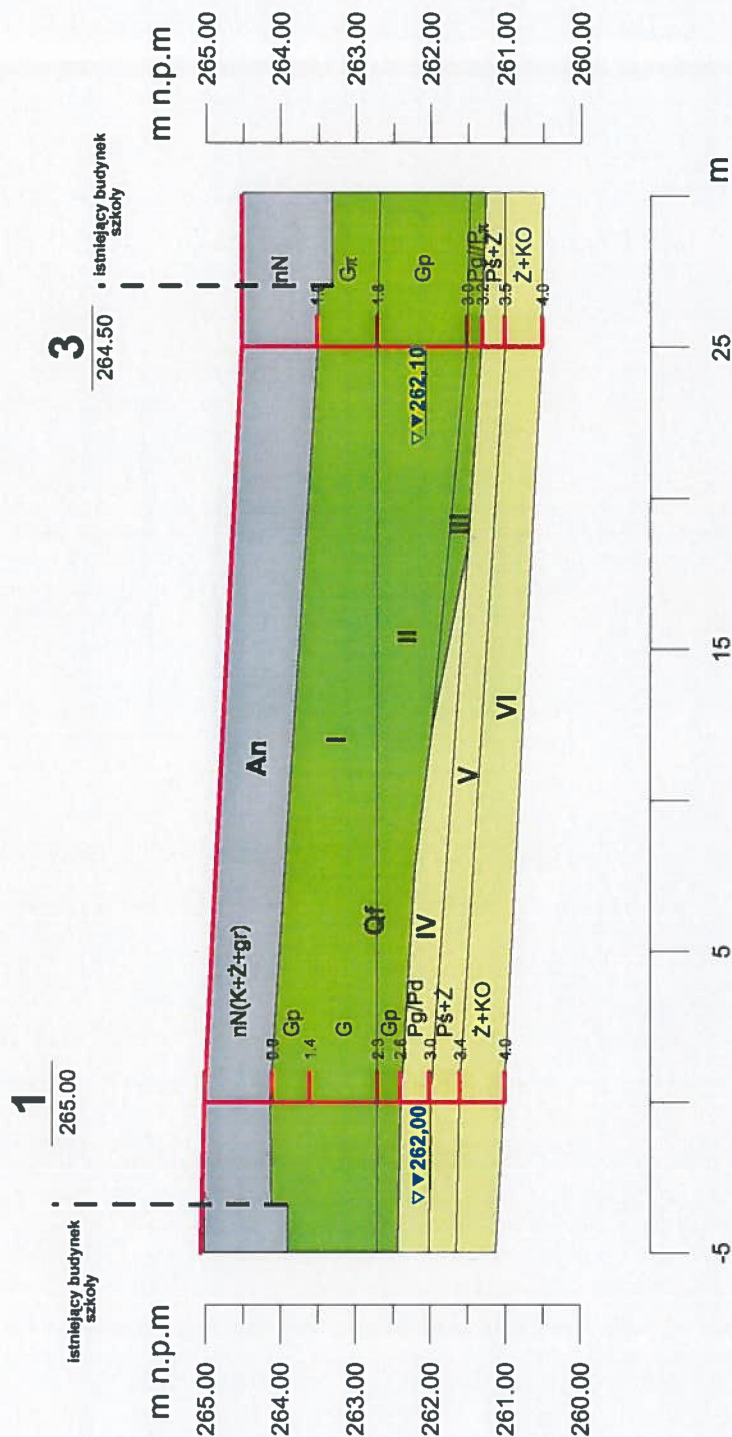 1
265.00
Istniejący budynek
szkoły
3
264.50
Istniejący budynek
szkoły
m n.p.m
265.00
264.00
263.00
262.00
261.00
260.00
m n.p.m
265.00
264.00
263.00
262.00
261.00
260.00
nN(K+Ż+gr)
An
nN
0.9
Gp
1.4
G
2.3
Gp
2.6
Pg/Pd
3.0
Pś+Ż
3.4
Ż+KO
4.0
262,00
Qf
I
II
III
IV
V
VI
262,10
Gπ
1.8
Gp
3.0
Pg//Pπ
3.2
Pś+Ż
3.5
Ż+KO
4.0
-5
5
15
25
m